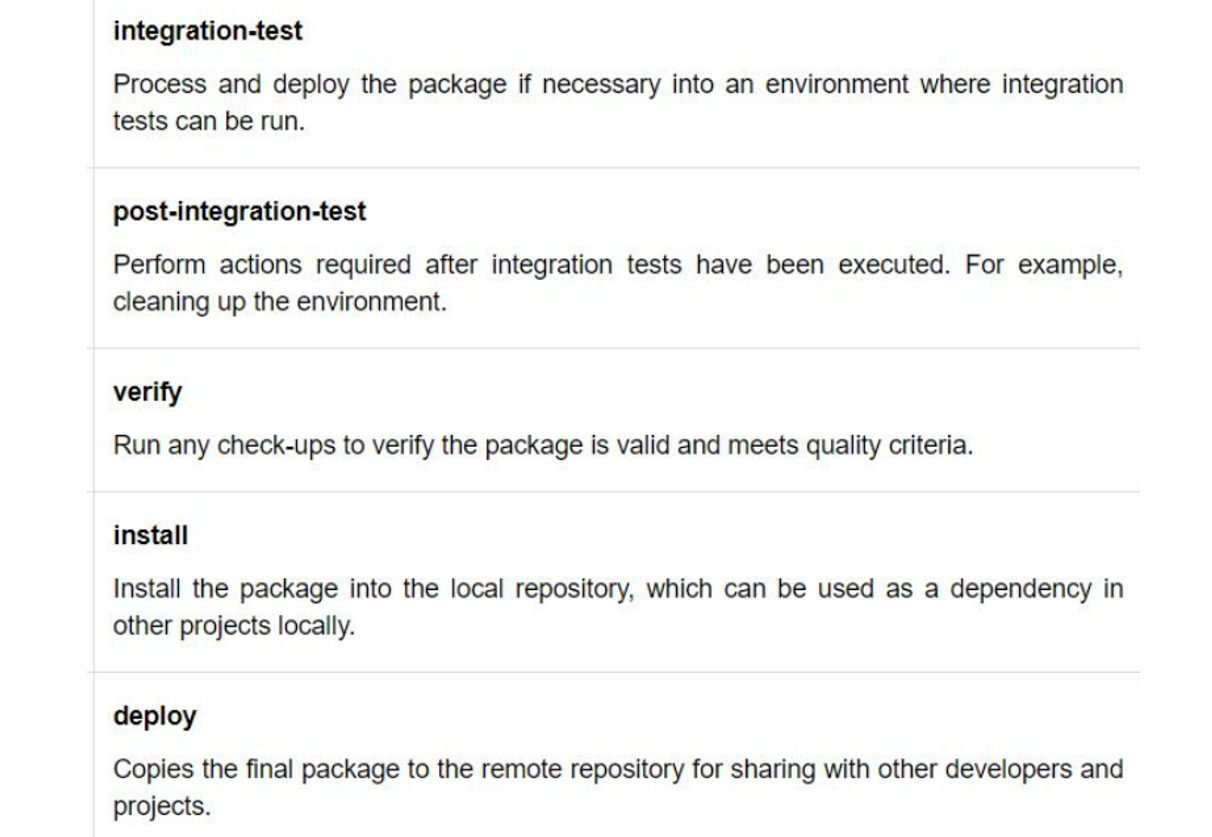 integration-test
Process and deploy the package if necessary into an environment where integration
tests can be run.
post-integration-test
Perform actions required after integration tests have been executed. For example,
cleaning up the environment.
verify
Run any check-ups to verify the package is valid and meets quality criteria.
install
Install the package into the local repository, which can be used as a dependency in
other projects locally.
deploy
Copies the final package to the remote repository for sharing with other developers and
projects.